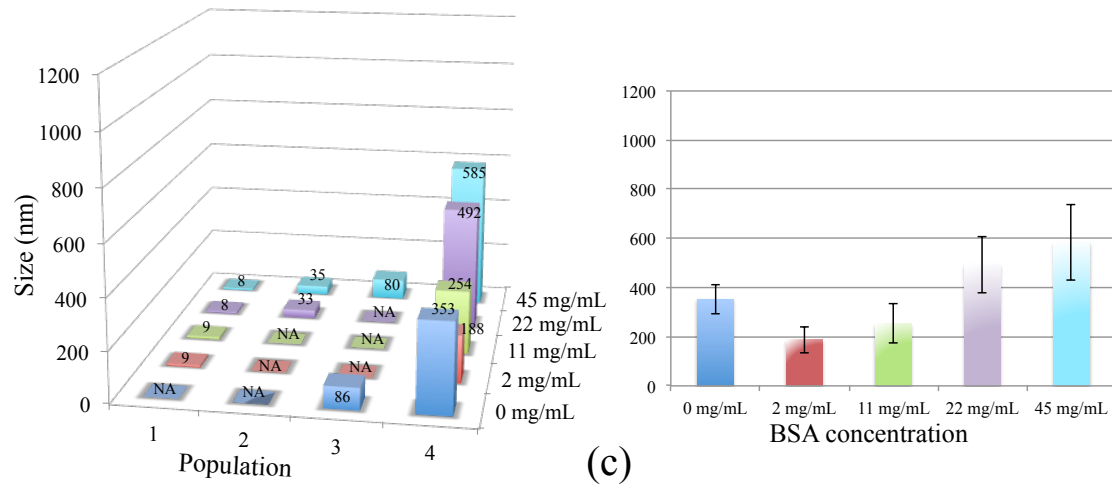 1200
1000
800
600
400
200
0
Size (nm)
8 35 80 585
8 33 NA 492
9 NA NA 254
9 NA NA 188
NA NA 86 353
45 mg/mL
22 mg/mL
11 mg/mL
2 mg/mL
0 mg/mL
1 2 3 4
Population
1200
1000
800
600
400
200
0
0 mg/mL 2 mg/mL 11 mg/mL 22 mg/mL 45 mg/mL
BSA concentration
(c)